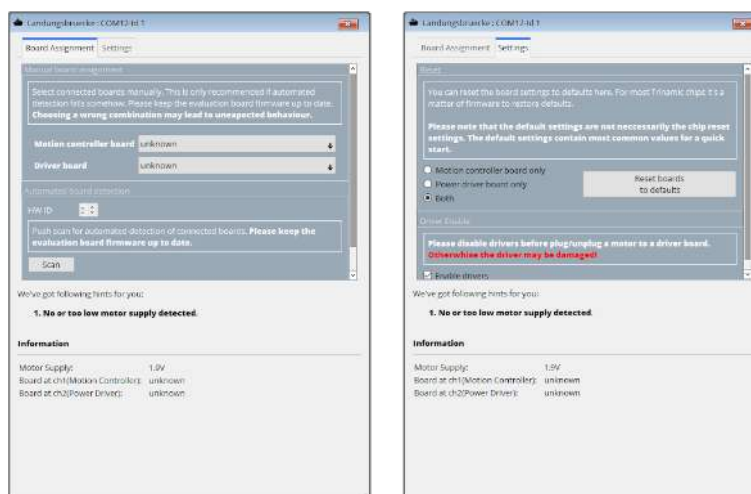 Landungsbruecke : COM12-Id 1
Board Assignment Settings
Manual board assignment
Select connected boards manually. This is only recommended if automated
detection fails somehow. Please keep the evaluation board firmware up to date.
Choosing a wrong combination may lead to unexpected behaviour.
Motion controller board unknown
Driver board unknown
Automated board detection
HW ID
Push scan for automated detection of connected boards. Please keep the
evaluation board firmware up to date.
Scan
We've got following hints for you:
1. No or too low motor supply detected.
Information
Motor Supply: 1.9V
Board at ch1(Motion Controller): unknown
Board at ch2(Power Driver): unknown
Landungsbruecke : COM12-Id 1
Board Assignment Settings
Reset
You can reset the board settings to defaults here. For most Trinamic chips it's a
matter of firmware to restore defaults.
Please note that the default settings are not neccessarily the chip reset
settings. The default settings contain most common values for a quick
start.
Motion controller board only
Power driver board only
Both
Reset boards
to defaults
Driver Enable
Please disable drivers before plug/unplug a motor to a driver board.
Otherwhise the driver may be damaged!
Enable drivers
We've got following hints for you:
1. No or too low motor supply detected.
Information
Motor Supply: 1.9V
Board at ch1(Motion Controller): unknown
Board at ch2(Power Driver): unknown